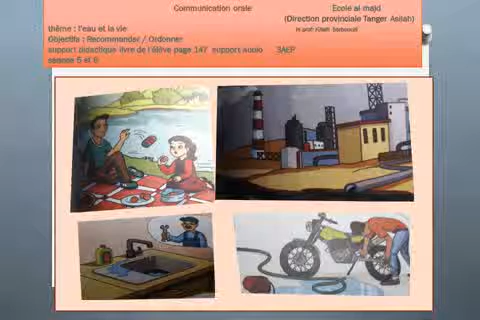 Communication orale Ecole al majd
(Direction provinciale Tanger Asilah)
thème : l'eau et la vie
Objectifs : Recommander / Ordonner
support didactique livre de l'élève page 147 support audio 3AEP
séance 5 et 6